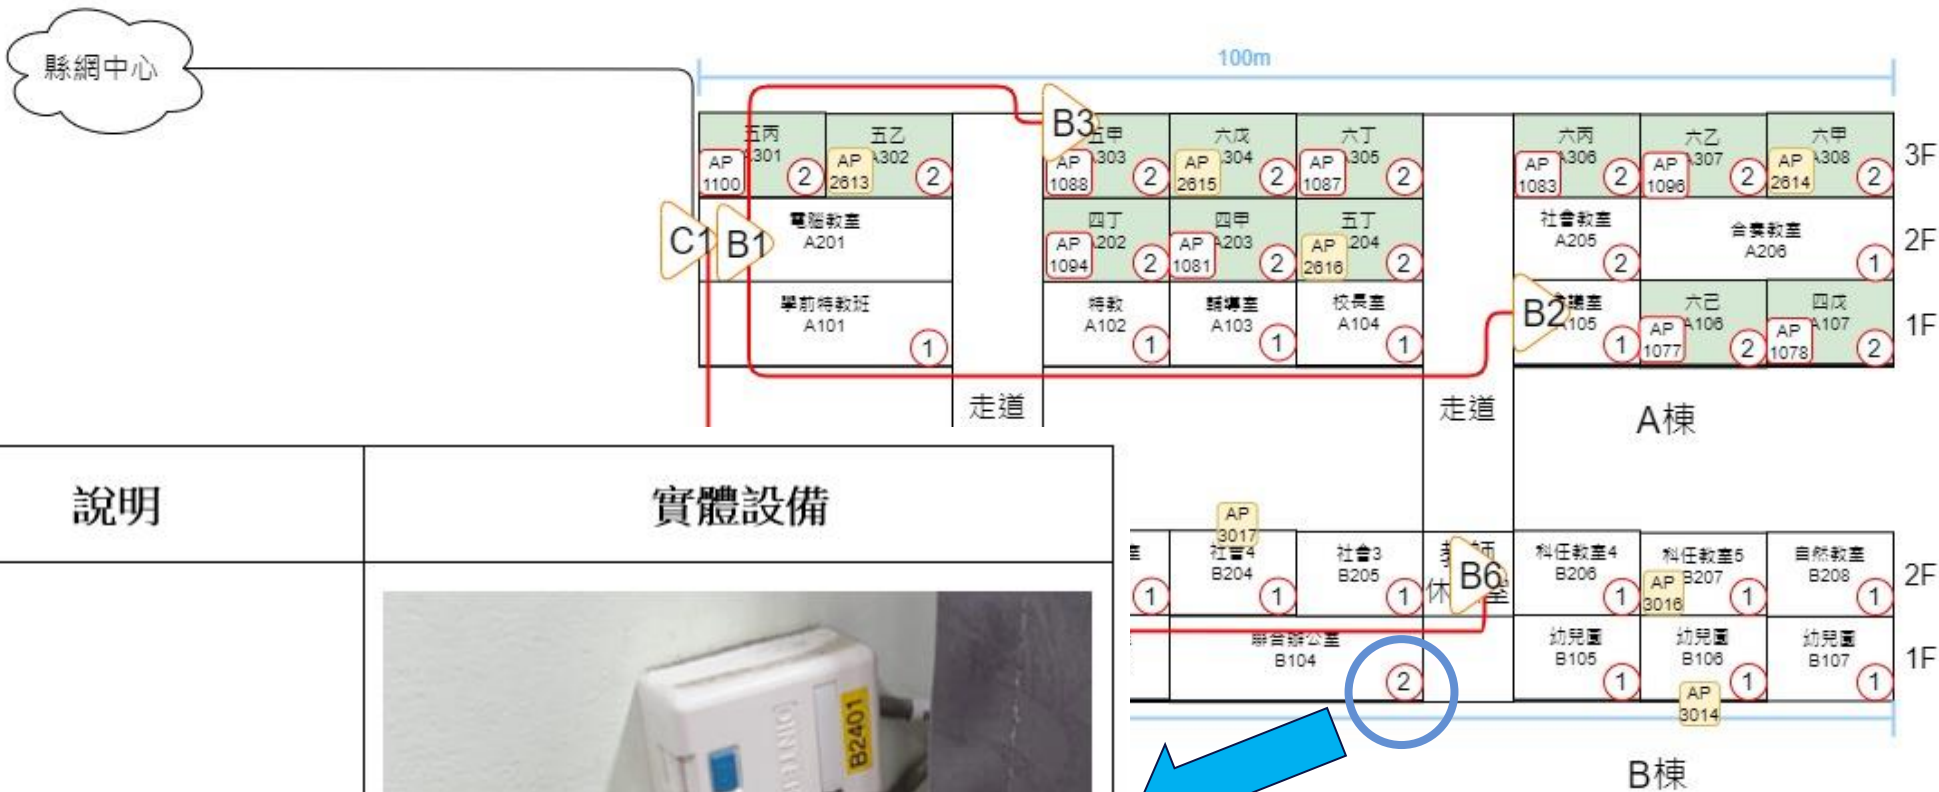 縣網中心
100m
B3
五丙
A301
AP
1100
2
五乙
A302
AP
2613
2
五甲
A303
AP
1088
2
六戊
A304
AP
2615
2
六丁
A305
AP
1087
2
六丙
A306
AP
1083
2
六乙
A307
AP
1096
2
六甲
A308
AP
2614
2
3F
C1
B1
電腦教室
A201
四丁
A202
AP
1094
2
四甲
A203
AP
1081
2
五丁
A204
AP
2616
2
社會教室
A205
2
合奏教室
A206
1
2F
學前特教班
A101
1
特教
A102
1
輔導室
A103
1
校長室
A104
1
B2
議室
A105
1
六己
A106
AP
1077
2
四戊
A107
AP
1078
2
1F
走道
走道
A棟
說明
實體設備
B2401
1
AP
3017
社會4
B204
1
社會3
B205
1
B6
科任教室4
B206
1
科任教室5
B207
AP
3016
1
自然教室
B208
1
2F
聯合辦公室
B104
2
幼兒園
B105
1
幼兒園
B106
1
AP
3014
幼兒園
B107
1
1F
B棟